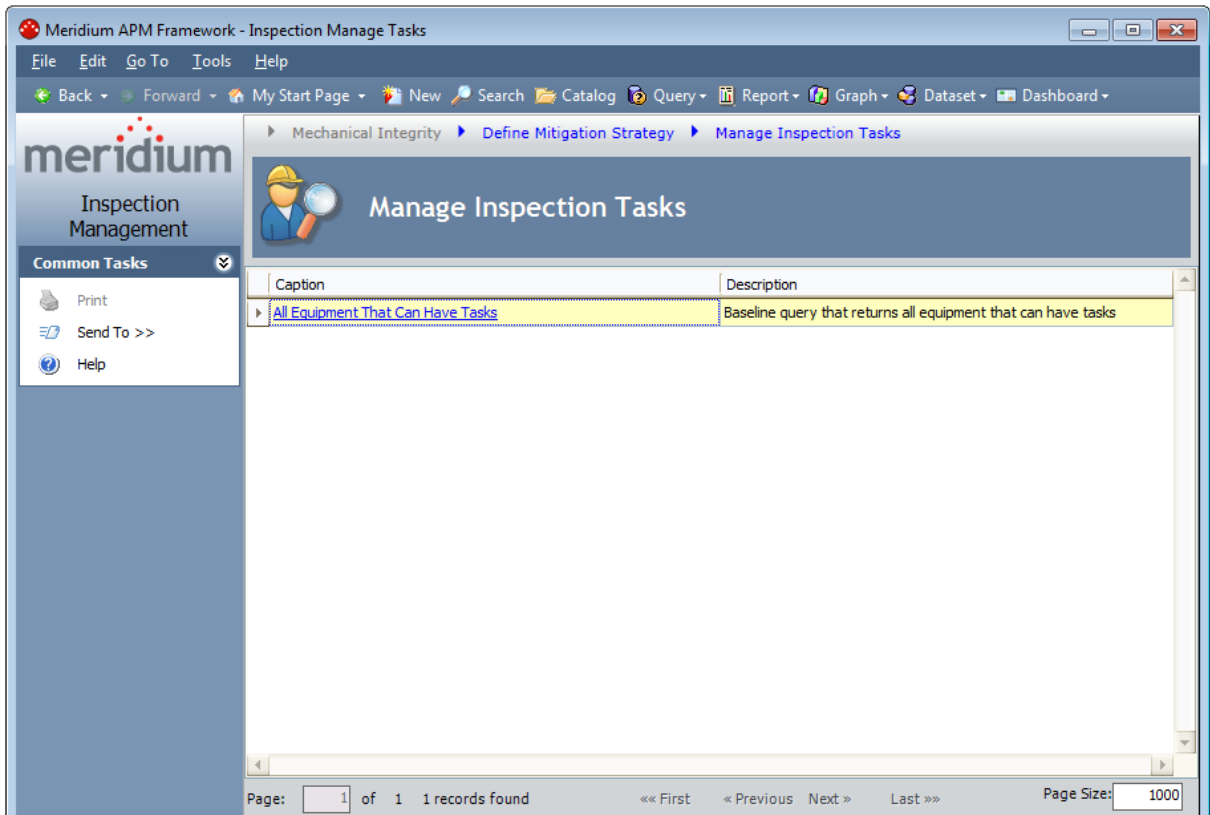 Meridium APM Framework - Inspection Manage Tasks
File Edit Go To Tools Help
Back Forward My Start Page New Search Catalog Query Report Graph Dataset Dashboard
meridium
Inspection
Management
Common Tasks
Print
Send To >>
Help
Mechanical Integrity Define Mitigation Strategy Manage Inspection Tasks
Manage Inspection Tasks
Caption Description
All Equipment That Can Have Tasks Baseline query that returns all equipment that can have tasks
Page: 1 of 1 1 records found «« First « Previous Next » Last »» Page Size: 1000